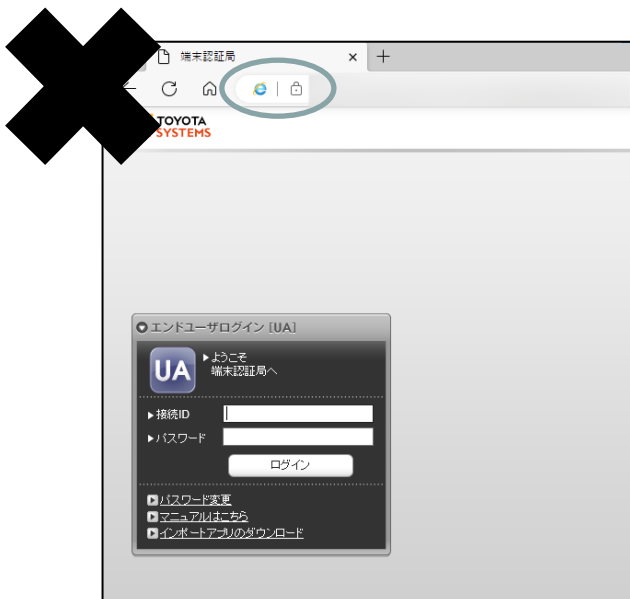 端末認証局
TOYOTA
SYSTEMS
エンドユーザログイン [UA]
UA
ようこそ
端末認証局へ
接続ID
パスワード
ログイン
パスワード変更
マニュアルはこちら
インポートアプリのダウンロード